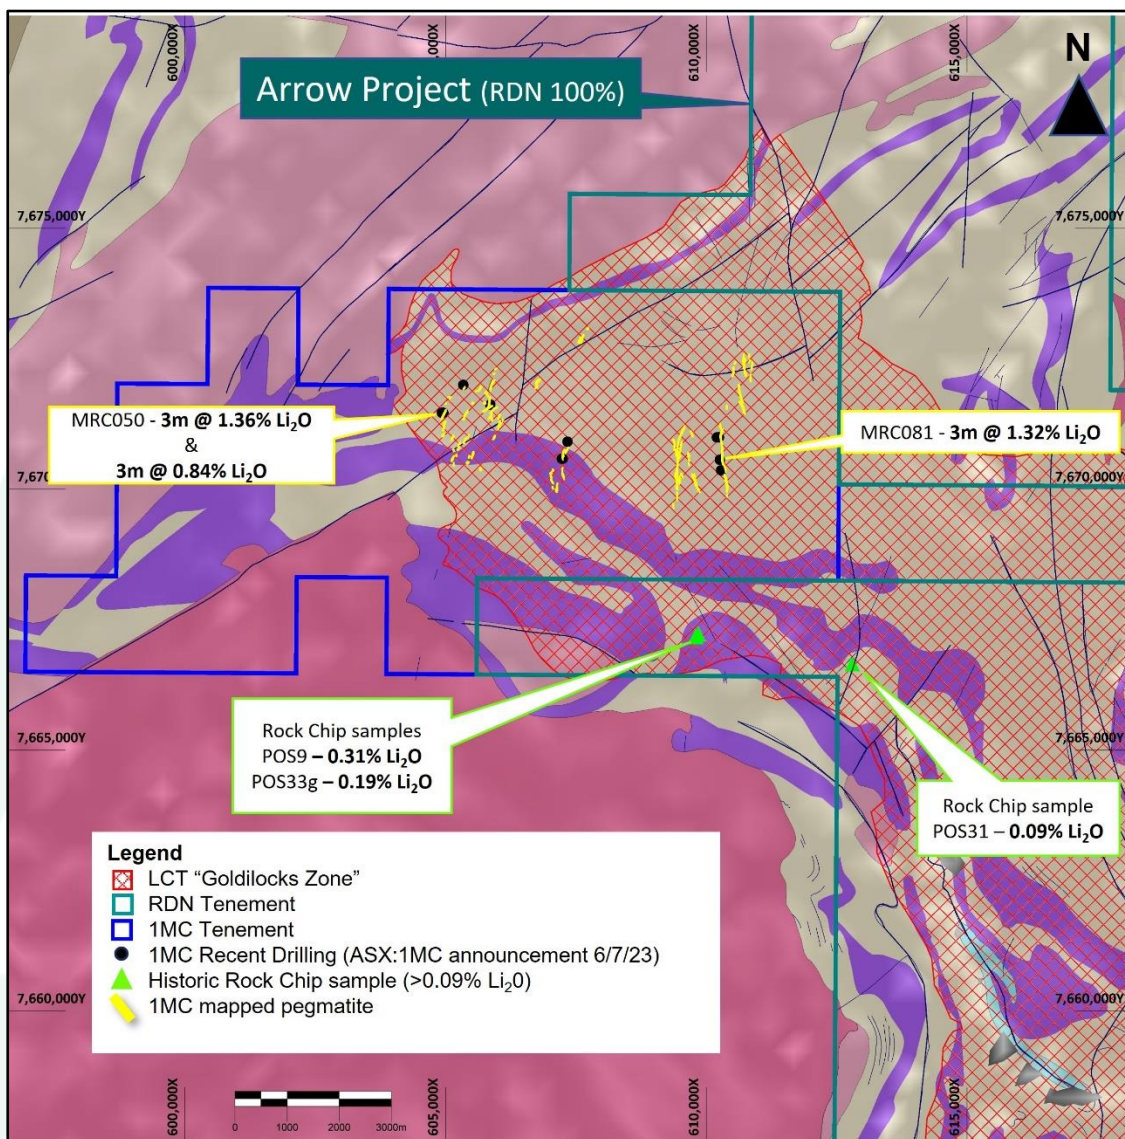 600,000X
610,000X
615,000X
N
Arrow Project (RDN 100%)
7,675,000Y
7,675,000Y
MRC050 - 3m @ 1.36% Li₂O
&
3m @ 0.84% Li₂O
MRC081 - 3m @ 1.32% Li₂O
7,670,000Y
Rock Chip samples
POS9 – 0.31% Li₂O
POS33g – 0.19% Li₂O
7,665,000Y
Rock Chip sample
POS31 – 0.09% Li₂O
Legend
LCT “Goldilocks Zone”
RDN Tenement
1MC Tenement
1MC Recent Drilling (ASX:1MC announcement 6/7/23)
Historic Rock Chip sample (>0.09% Li₂0)
1MC mapped pegmatite
7,660,000Y
7,660,000Y
600,000X
605,000X
610,000X
615,000X
0 1000 2000 3000m